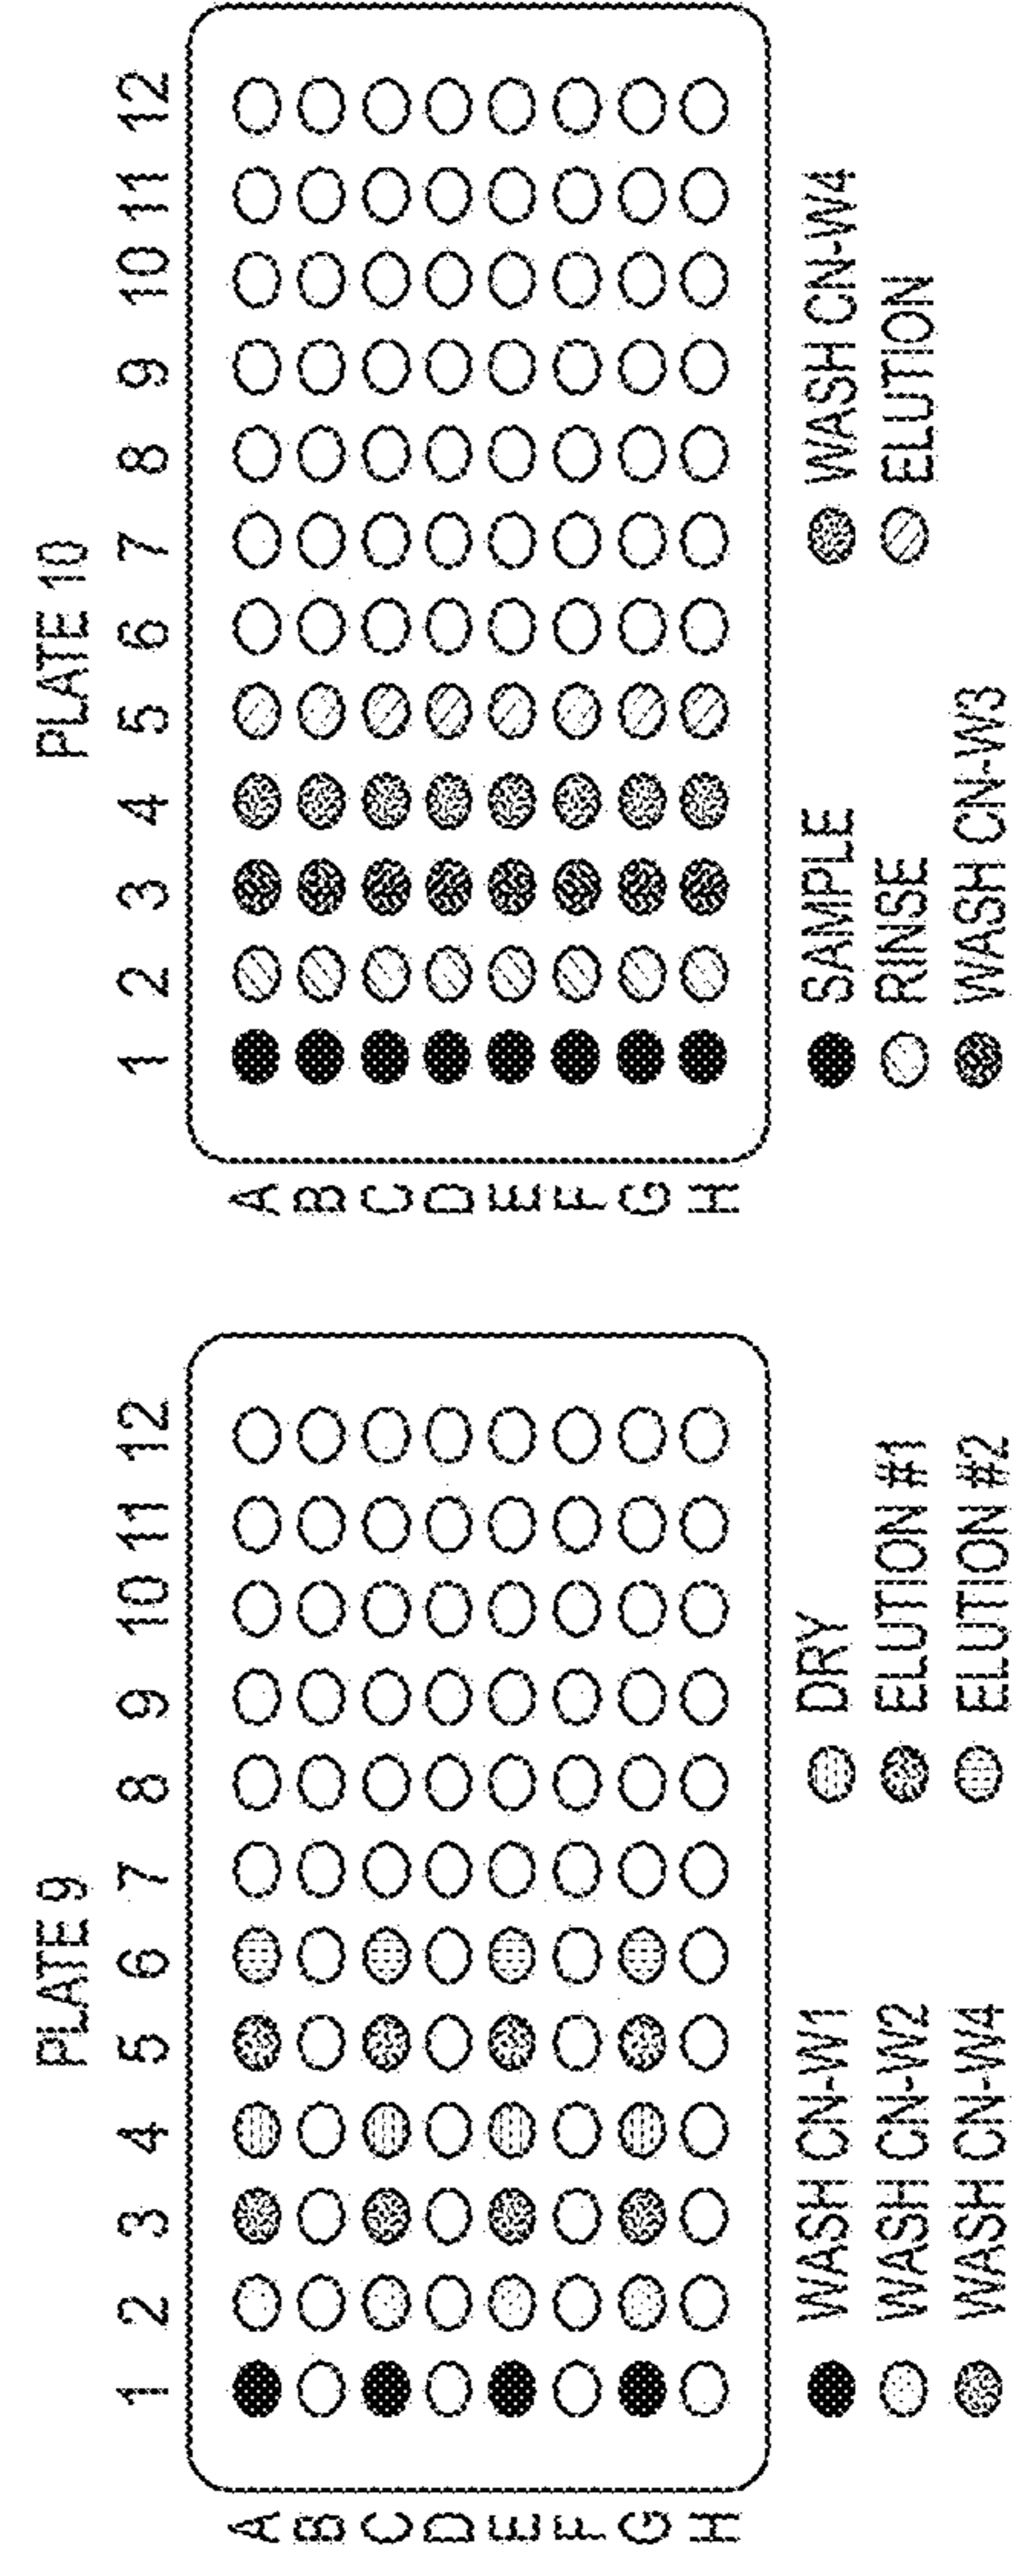 PLATE 9
1 2 3 4 5 6 7 8 9 10 11 12
A
B
C
D
E
F
G
H
WASH CN-W1
WASH CN-W2
WASH CN-W4
DRY
ELUTION #1
ELUTION #2
PLATE 10
1 2 3 4 5 6 7 8 9 10 11 12
A
B
C
D
E
F
G
H
SAMPLE
RINSE
WASH CN-W3
WASH CN-W4
ELUTION